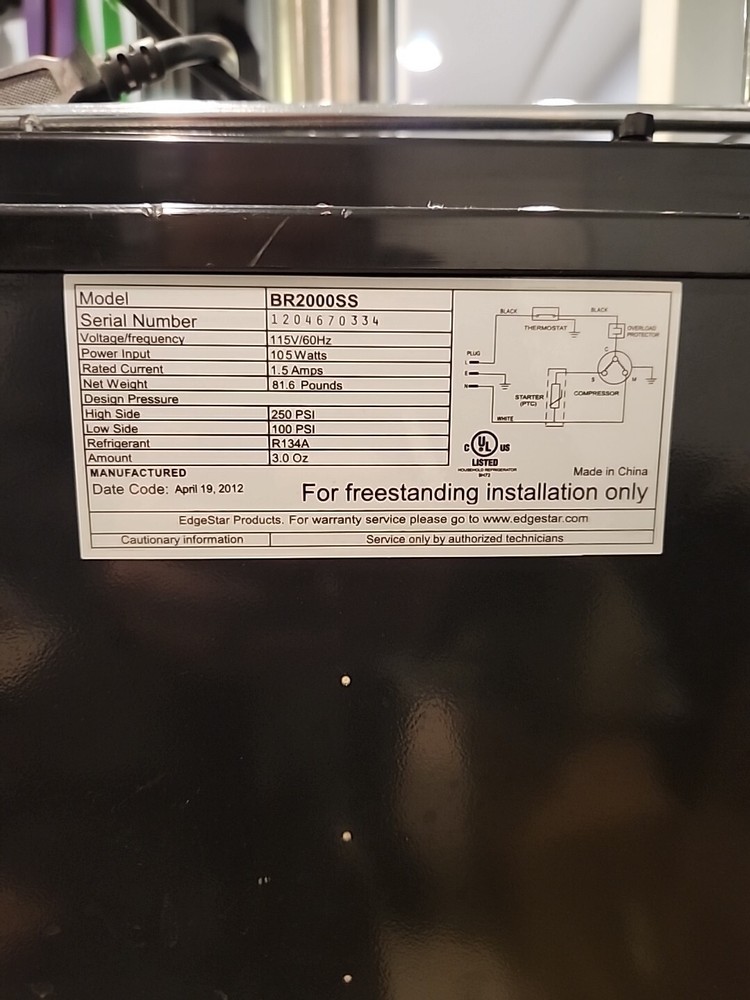 Model BR2000SS
Serial Number 1204670334
Voltage/frequency 115V/60Hz
Power Input 105 Watts
Rated Current 1.5 Amps
Net Weight 81.6 Pounds
Design Pressure
High Side 250 PSI
Low Side 100 PSI
Refrigerant R134A
Amount 3.0 Oz
MANUFACTURED
Date Code: April 19, 2012
BLACK BLACK
THERMOSTAT
OVERLOAD
PROTECTOR
PLUG
L
E
N
C
S M
STARTER
(PTC)
COMPRESSOR
WHITE
C UL US
LISTED
HOUSEHOLD REFRIGERATOR
Made in China
For freestanding installation only
EdgeStar Products. For warranty service please go to www.edgestar.com
Cautionary information Service only by authorized technicians